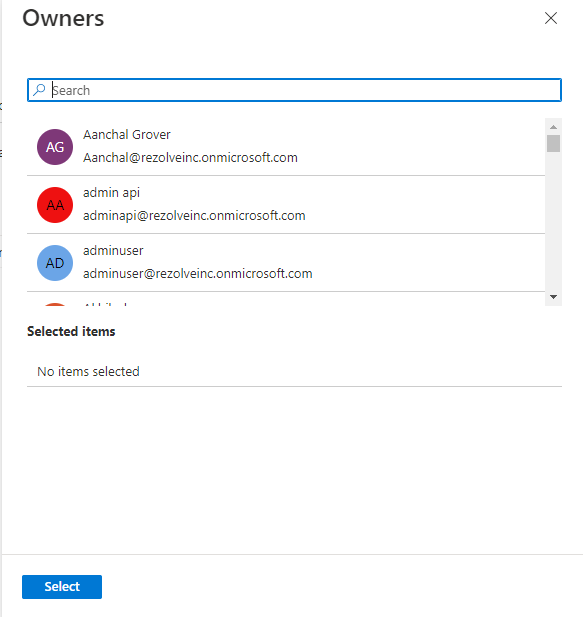 Owners
Search
AG
Aanchal Grover
Aanchal@rezolveinc.onmicrosoft.com
AA
admin api
adminapi@rezolveinc.onmicrosoft.com
AD
adminuser
adminuser@rezolveinc.onmicrosoft.com
Selected items
No items selected
Select